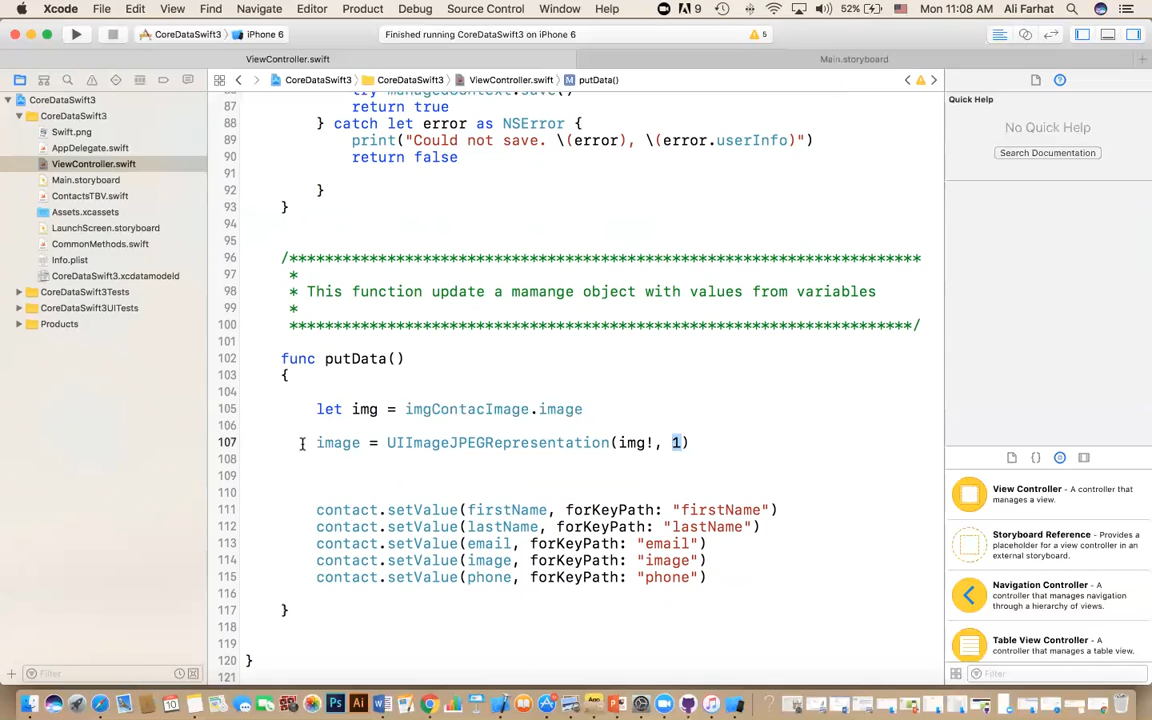 Xcode File Edit View Find Navigate Editor Product Debug Source Control Window Help 9 52% Mon 11:08 AM Ali Farhat
CoreDataSwift3 iPhone 6 Finished running CoreDataSwift3 on iPhone 6 5
ViewController.swift Main.storyboard
CoreDataSwift3 CoreDataSwift3 ViewController.swift M putData()
CoreDataSwift3
CoreDataSwift3
Swift.png
AppDelegate.swift
ViewController.swift
Main.storyboard
ContactsTBV.swift
Assets.xcassets
LaunchScreen.storyboard
CommonMethods.swift
Info.plist
CoreDataSwift3.xcdatamodeld
CoreDataSwift3Tests
CoreDataSwift3UITests
Products
Filter
try managedContext.save()
87 return true
88 } catch let error as NSError {
89 print("Could not save. \(error), \(error.userInfo)")
90 return false
91
92 }
93 }
94
95
96 /**********************************************************************
97 *
98 * This function update a mamange object with values from variables
99 *
100 **********************************************************************/
101
102 func putData()
103 {
104
105 let img = imgContacImage.image
106
107 image = UIImageJPEGRepresentation(img!, 1)
108
109
110
111 contact.setValue(firstName, forKeyPath: "firstName")
112 contact.setValue(lastName, forKeyPath: "lastName")
113 contact.setValue(email, forKeyPath: "email")
114 contact.setValue(image, forKeyPath: "image")
115 contact.setValue(phone, forKeyPath: "phone")
116
117 }
118
119
120 }
121
Quick Help
No Quick Help
Search Documentation
View Controller - A
controller that manages
a view.
Storyboard Reference - Provides
a placeholder for a view controller in
an external storyboard.
Navigation Controller - A
controller that manages navigation
through a hierarchy of views.
Table View Controller - A
controller that manages a table view.
Filter